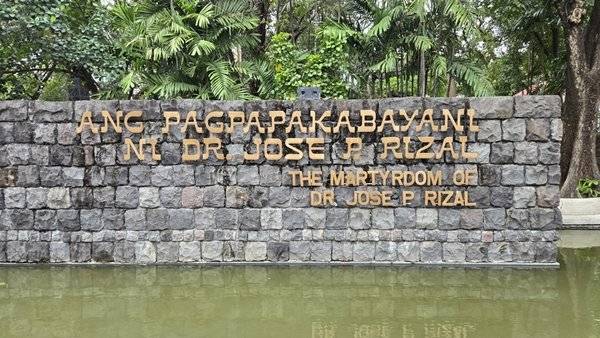 ANG PAGPAPAKABAYANI
NI DR. JOSE P. RIZAL
THE MARTYRDOM OF
DR. JOSE P RIZAL